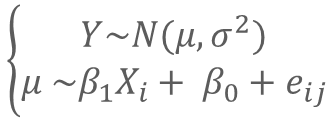 Y~N(μ, σ²)
μ ~β₁Xᵢ + β₀ + eᵢⱼ